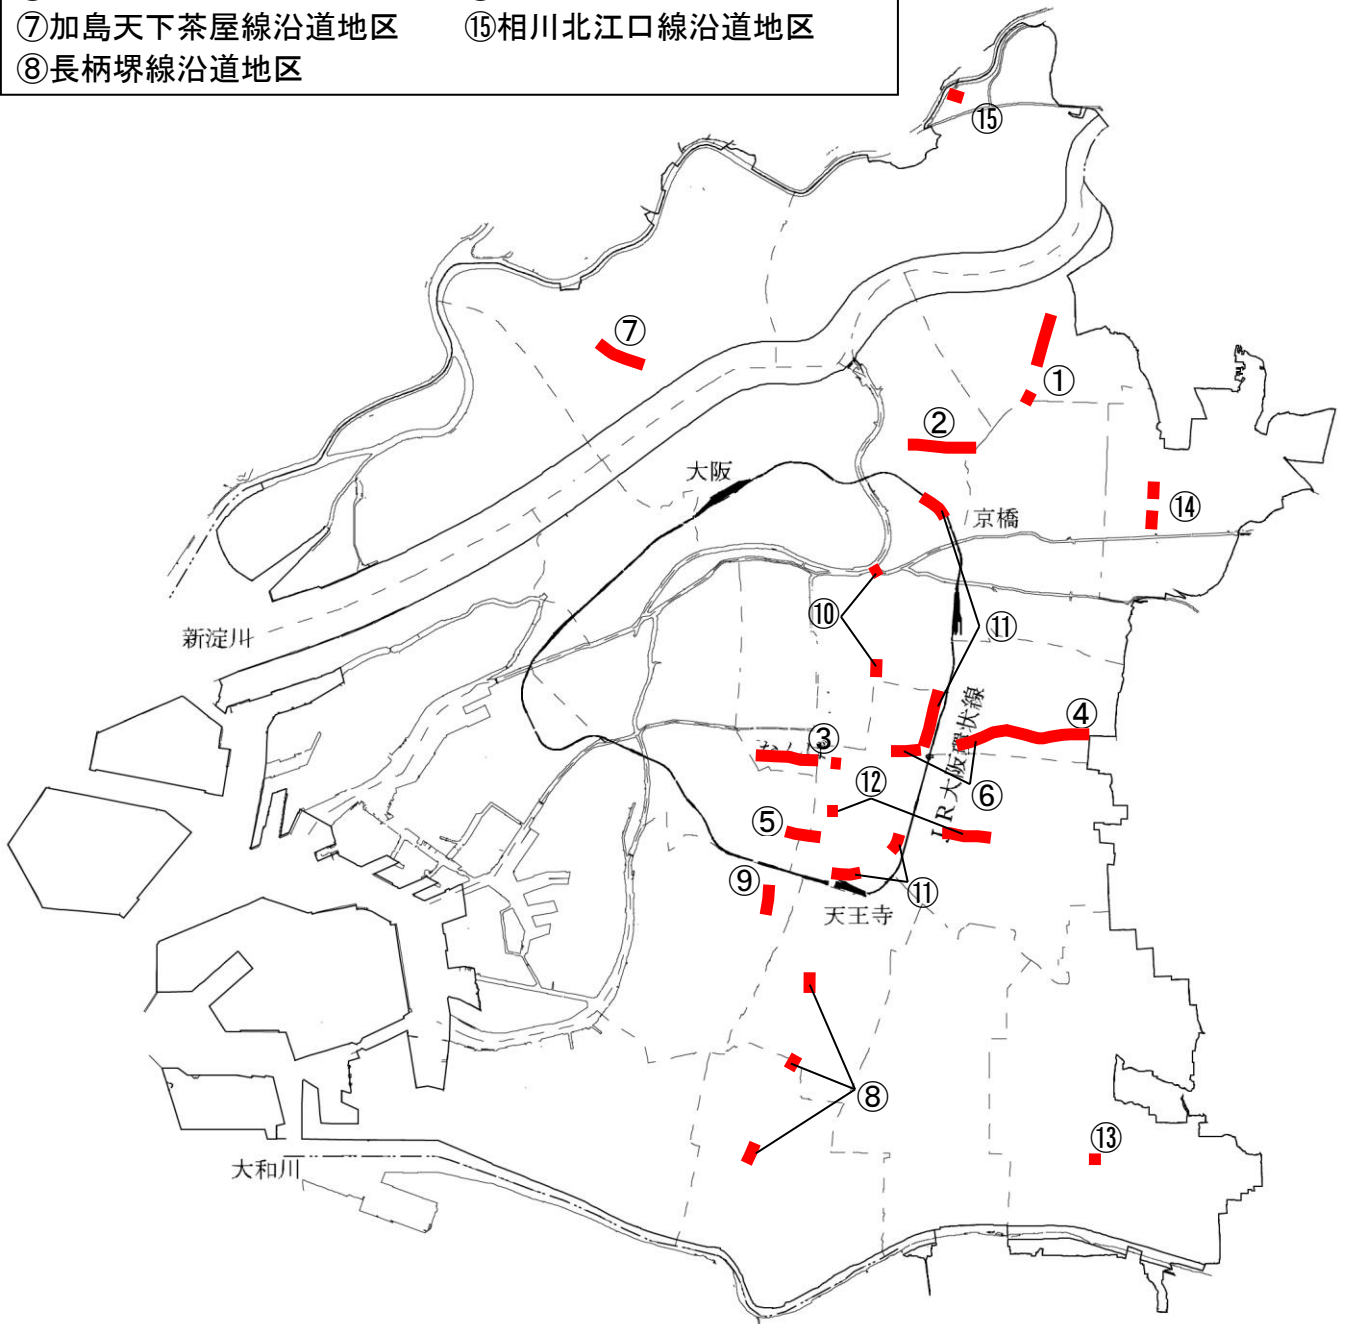 ⑦加島天下茶屋線沿道地区 ⑮相川北江口線沿道地区
⑧長柄堺線沿道地区
⑮
⑦
①
②
大阪
京橋
⑭
新淀川
⑩
⑪
④
③
JR大阪環状線
⑥
⑫
⑤
⑨
⑪
天王寺
⑧
⑬
大和川